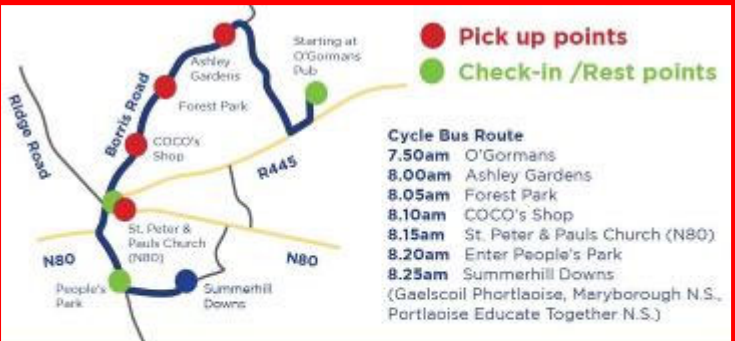 Starting at
O'Gormans
Pub
Ashley
Gardens
Forest Park
COCO's
Shop
Borris Road
Ridge Road
R445
St. Peter &
Pauls Church
(N80)
N80
N80
People's
Park
Summerhill
Downs
Pick up points
Check-in /Rest points
Cycle Bus Route
7.50am O'Gormans
8.00am Ashley Gardens
8.05am Forest Park
8.10am COCO's Shop
8.15am St. Peter & Pauls Church (N80)
8.20am Enter People's Park
8.25am Summerhill Downs
(Gaelscoil Phortlaoise, Maryborough N.S.,
Portlaoise Educate Together N.S.)